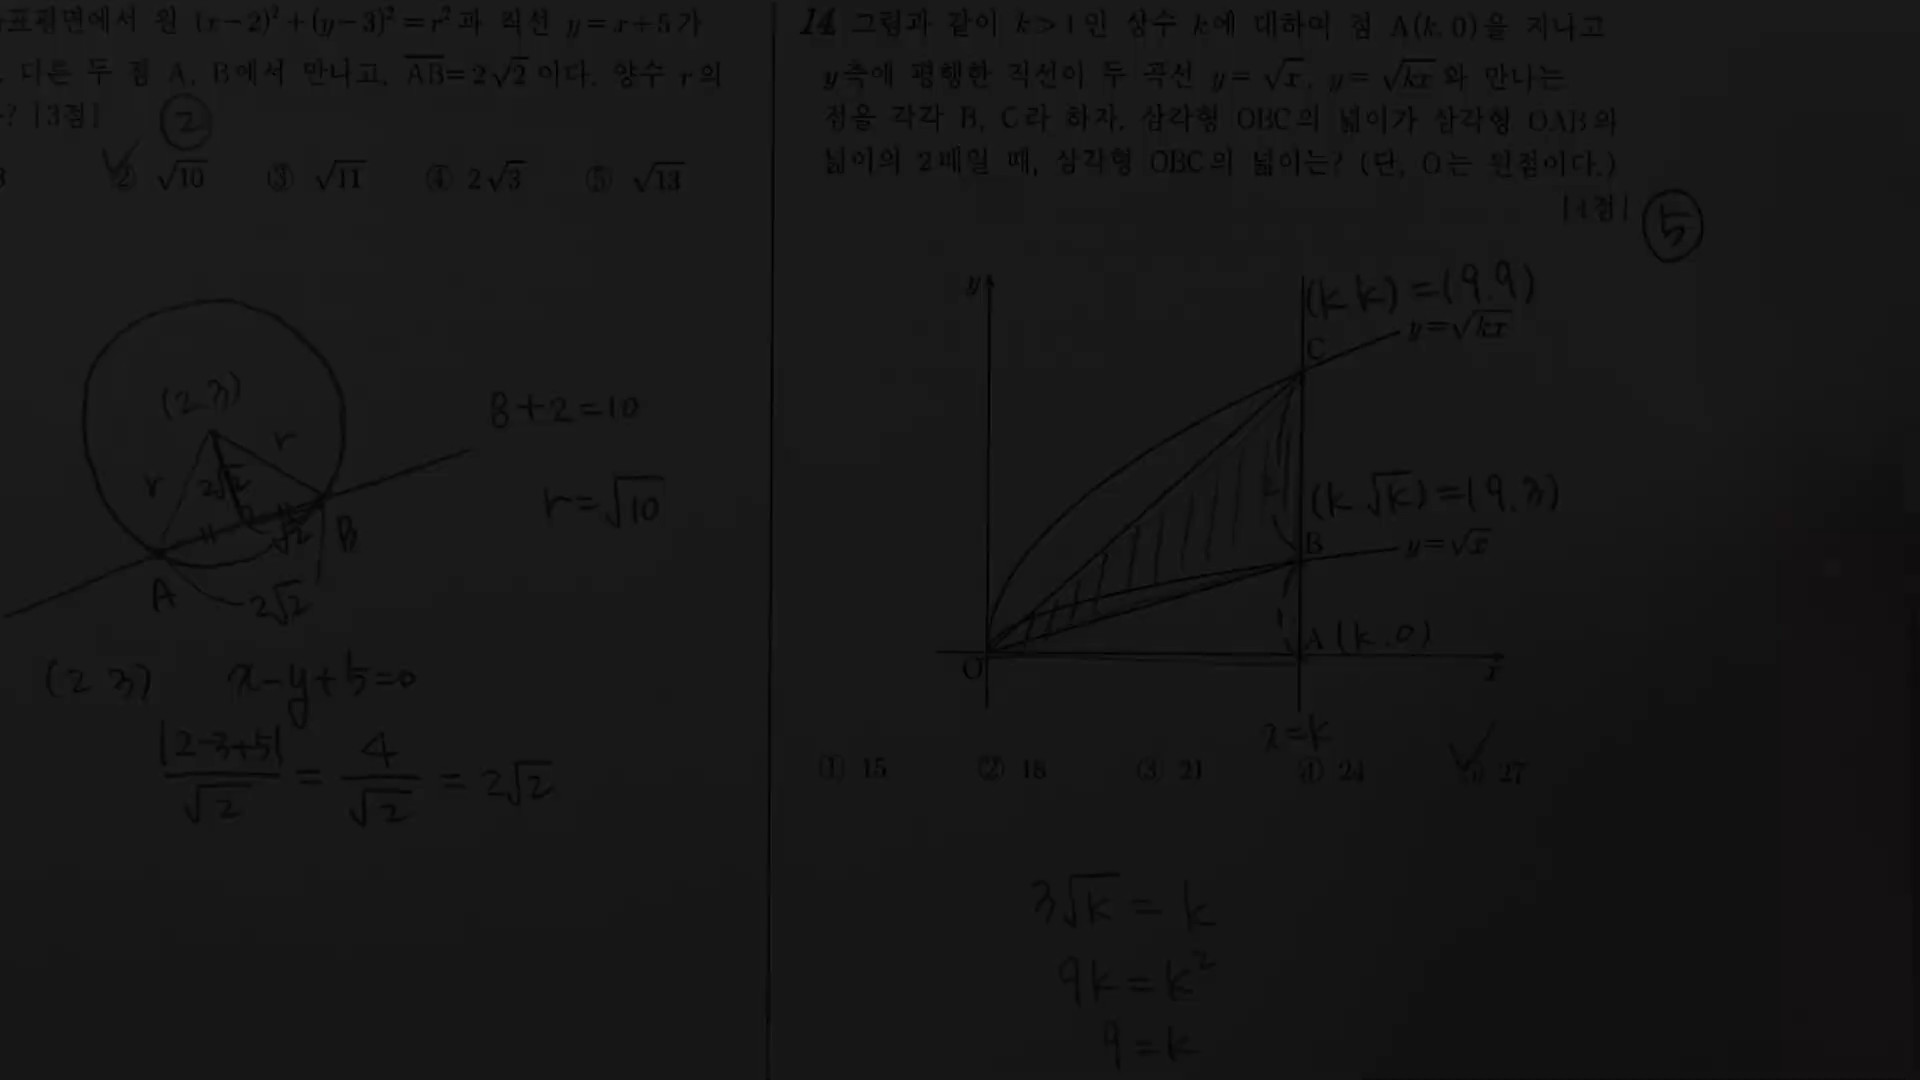 표평면에서 원 (x-2)²+(y-3)²=r²과 직선 y=x+5가
다른 두 점 A, B에서 만나고, AB=2√2이다. 양수 r의
? [3점] ②
② √10 ③ √11 ④ 2√3 ⑤ √13
(2 3)
r
r
2√2
√2
B
A
2√2
8+2=10
r=√10
(2 3) x-y+5=0
|2-3+5|/√2 = 4/√2 = 2√2
14. 그림과 같이 k>1인 상수 k에 대하여 점 A(k, 0)을 지나고
y축에 평행한 직선이 두 곡선 y=√x, y=√kx와 만나는
점을 각각 B, C라 하자. 삼각형 OBC의 넓이가 삼각형 OAB의
넓이의 2배일 때, 삼각형 OBC의 넓이는? (단, O는 원점이다.)
[4점] ⑤
y
(k k)=(9.9)
y=√kx
C
2
(k √k)=(9.3)
B y=√x
1
A (k.0)
O
x
x=k
① 15 ② 18 ③ 21 ④ 24 ⑤ 27
3√k=k
9k=k²
9=k